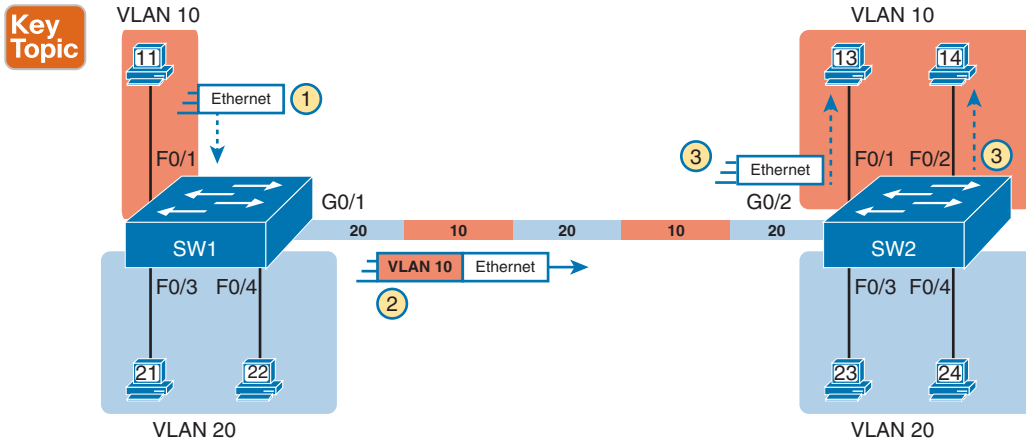 Key
Topic
VLAN 10
VLAN 10
11
13
14
Ethernet
1
3
Ethernet
3
F0/1
F0/1
F0/2
G0/1
G0/2
20
10
20
10
20
SW1
SW2
VLAN 10
Ethernet
2
F0/3
F0/4
F0/3
F0/4
21
22
23
24
VLAN 20
VLAN 20